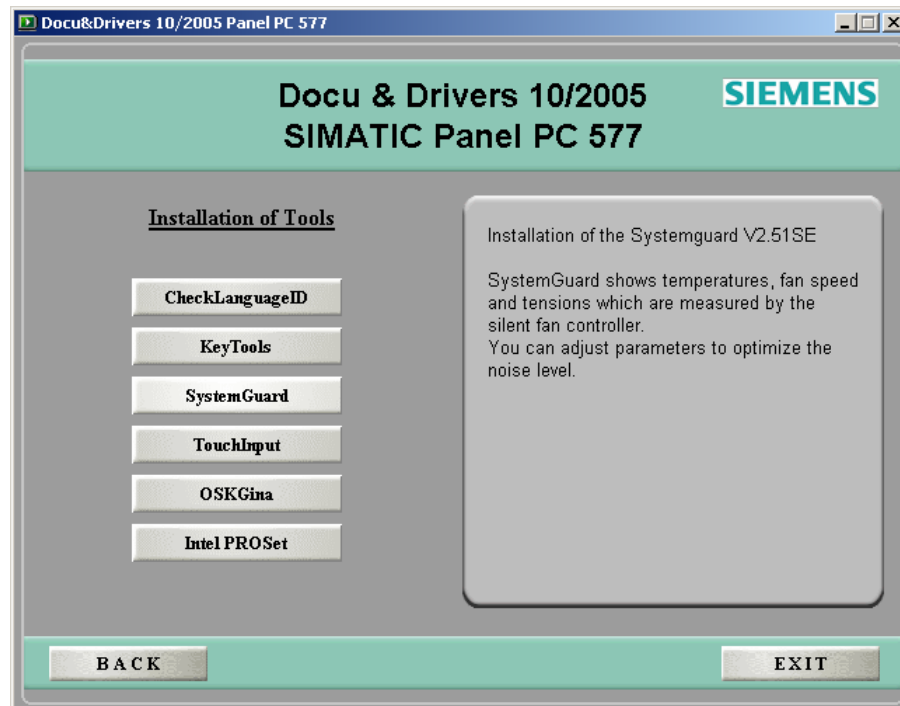 Docu&Drivers 10/2005 Panel PC 577
Docu & Drivers 10/2005
SIMATIC Panel PC 577
SIEMENS
Installation of Tools
CheckLanguageID
KeyTools
SystemGuard
TouchInput
OSKGina
Intel PROSet
Installation of the Systemguard V2.51SE
SystemGuard shows temperatures, fan speed
and tensions which are measured by the
silent fan controller.
You can adjust parameters to optimize the
noise level.
BACK
EXIT